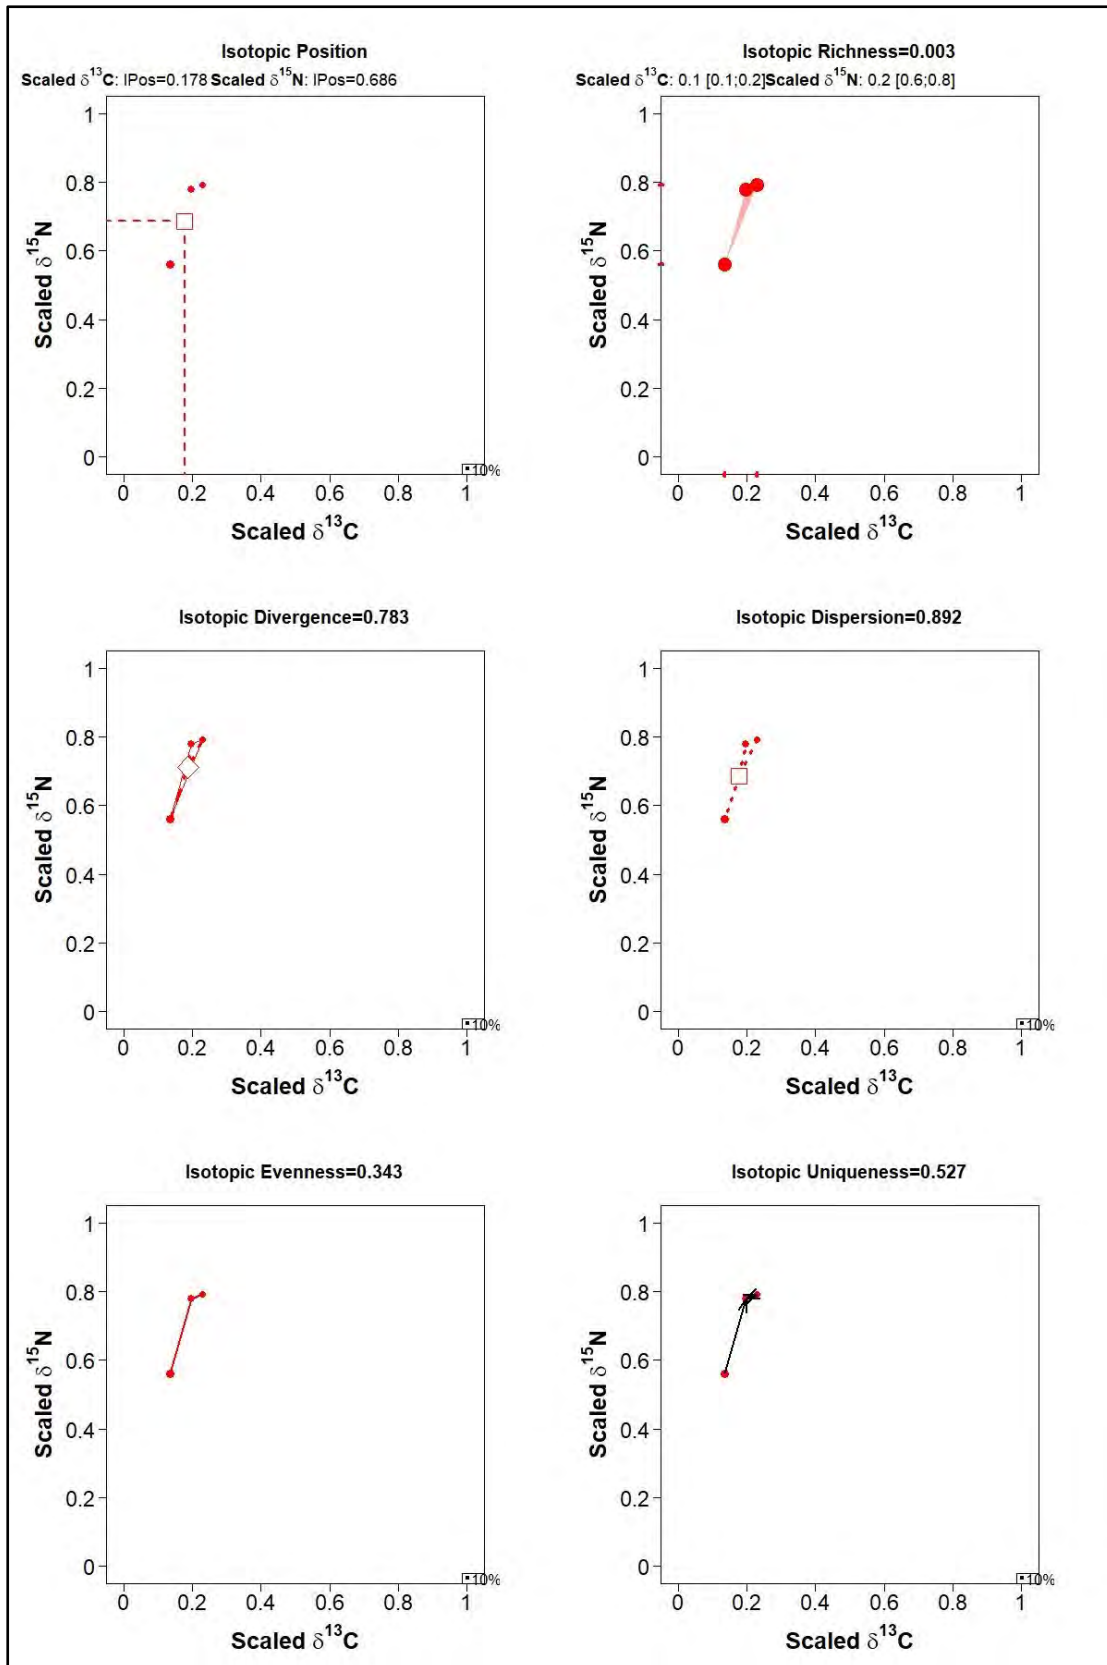 Isotopic Position
Scaled δ¹³C: IPos=0.178 Scaled δ¹⁵N: IPos=0.686
1
0.8
0.6
0.4
0.2
0
Scaled δ¹⁵N
10%
0 0.2 0.4 0.6 0.8 1
Scaled δ¹³C
Isotopic Richness=0.003
Scaled δ¹³C: 0.1 [0.1;0.2]Scaled δ¹⁵N: 0.2 [0.6;0.8]
1
0.8
0.6
0.4
0.2
0
Scaled δ¹⁵N
0 0.2 0.4 0.6 0.8 1
Scaled δ¹³C
Isotopic Divergence=0.783
1
0.8
0.6
0.4
0.2
0
Scaled δ¹⁵N
10%
0 0.2 0.4 0.6 0.8 1
Scaled δ¹³C
Isotopic Dispersion=0.892
1
0.8
0.6
0.4
0.2
0
Scaled δ¹⁵N
10%
0 0.2 0.4 0.6 0.8 1
Scaled δ¹³C
Isotopic Evenness=0.343
1
0.8
0.6
0.4
0.2
0
Scaled δ¹⁵N
10%
0 0.2 0.4 0.6 0.8 1
Scaled δ¹³C
Isotopic Uniqueness=0.527
1
0.8
0.6
0.4
0.2
0
Scaled δ¹⁵N
10%
0 0.2 0.4 0.6 0.8 1
Scaled δ¹³C